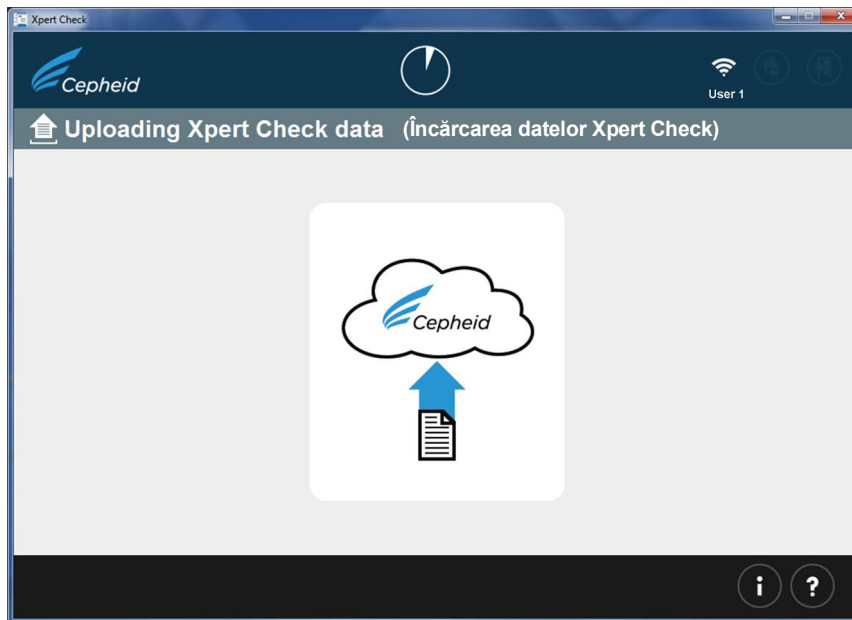 Xpert Check
Cepheid
User 1
Uploading Xpert Check data (Încărcarea datelor Xpert Check)
Cepheid
i ?